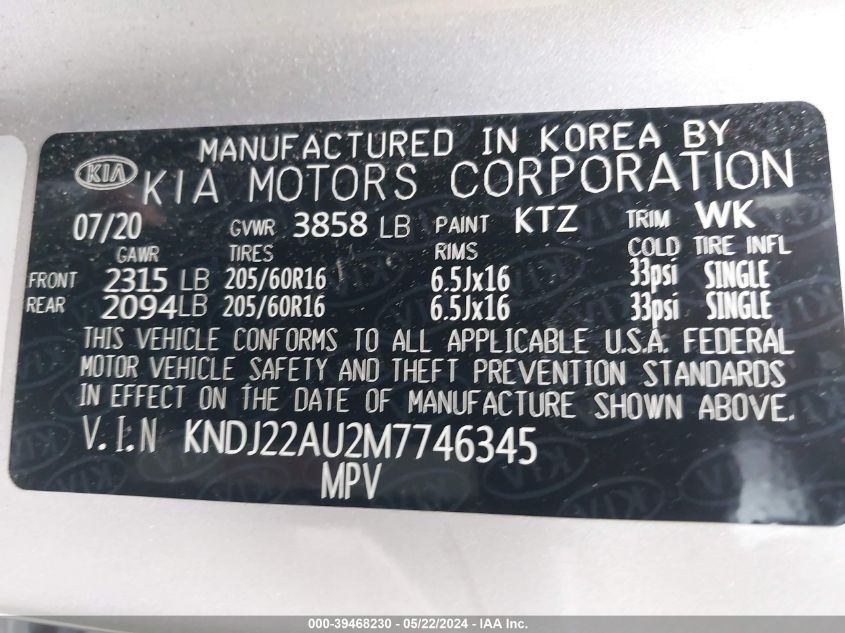 MANUFACTURED IN KOREA BY
KIA KIA MOTORS CORPORATION
07/20 GVWR 3858 LB PAINT KTZ TRIM WK
GAWR TIRES RIMS COLD TIRE INFL
FRONT 2315 LB 205/60R16 6.5Jx16 33psi SINGLE
REAR 2094LB 205/60R16 6.5Jx16 33psi SINGLE
THIS VEHICLE CONFORMS TO ALL APPLICABLE U.S.A. FEDERAL
MOTOR VEHICLE SAFETY AND THEFT PREVENTION STANDARDS
IN EFFECT ON THE DATE OF MANUFACTURE SHOWN ABOVE.
V.I.N KNDJ22AU2M7746345
MPV
000-39468230 - 05/22/2024 - IAA Inc.